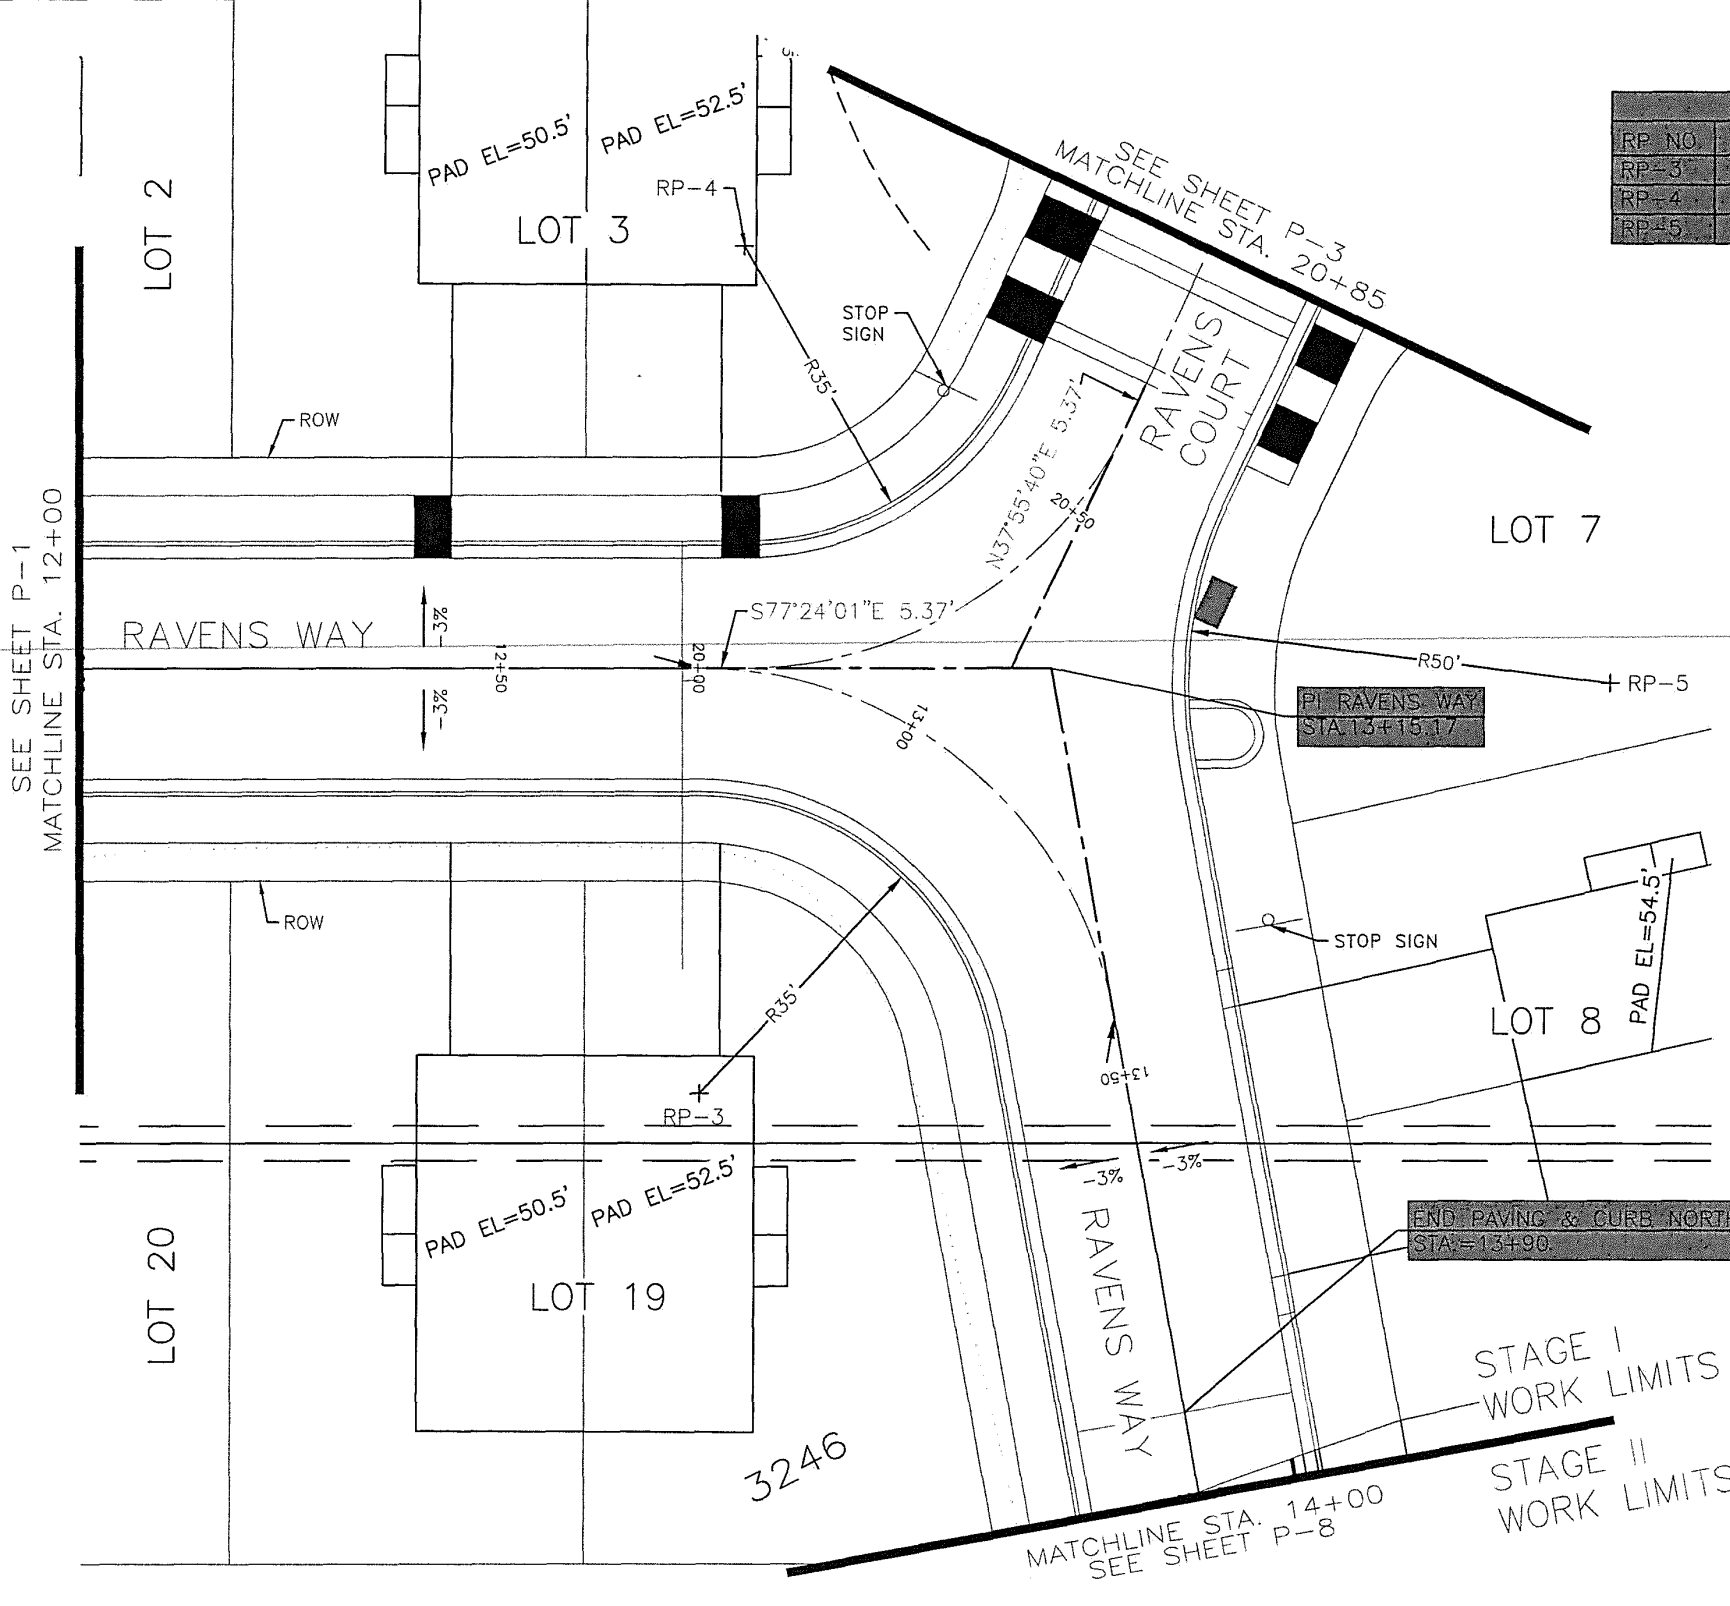 PAD EL=50.5'
PAD EL=52.5'
RP-4
LOT 2
LOT 3
SEE SHEET P-3
MATCHLINE STA. 20+85
RP NO.
RP-3
RP-4
RP-5
STOP
SIGN
R35'
RAVENS
COURT
ROW
N37°55'40"E 5.37'
20+50
LOT 7
SEE SHEET P-1
MATCHLINE STA. 12+00
RAVENS WAY
-3%
-3%
12+50
20+00
S77°24'01"E 5.37'
13+00
R50'
RP-5
PI RAVENS WAY
STA.13+15.17
ROW
STOP SIGN
PAD EL=54.5'
LOT 8
R35'
RP-3
13+50
-3%
-3%
PAD EL=50.5'
PAD EL=52.5'
LOT 20
LOT 19
RAVENS WAY
END PAVING & CURB
STA.=13+90
3246
STAGE I
WORK LIMITS
STAGE II
WORK LIMITS
MATCHLINE STA. 14+00
SEE SHEET P-8